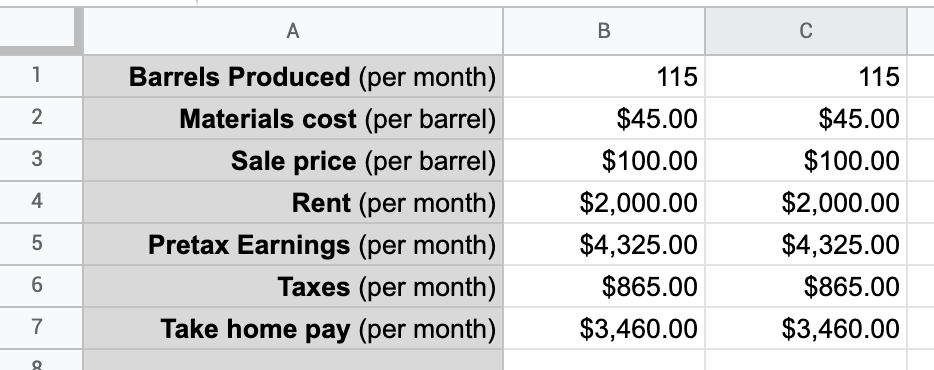 A B C
1 Barrels Produced (per month) 115 115
2 Materials cost (per barrel) $45.00 $45.00
3 Sale price (per barrel) $100.00 $100.00
4 Rent (per month) $2,000.00 $2,000.00
5 Pretax Earnings (per month) $4,325.00 $4,325.00
6 Taxes (per month) $865.00 $865.00
7 Take home pay (per month) $3,460.00 $3,460.00
8